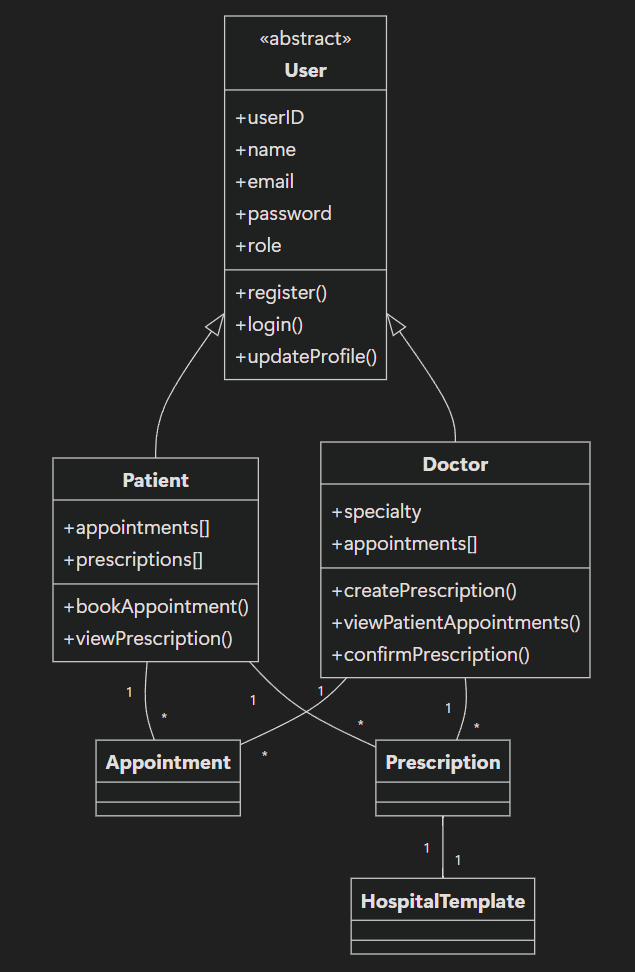 «abstract»
User
+userID
+name
+email
+password
+role
+register()
+login()
+updateProfile()
Patient
+appointments[]
+prescriptions[]
+bookAppointment()
+viewPrescription()
Doctor
+specialty
+appointments[]
+createPrescription()
+viewPatientAppointments()
+confirmPrescription()
1
*
1
*
1
*
1
*
Appointment
Prescription
1
1
HospitalTemplate